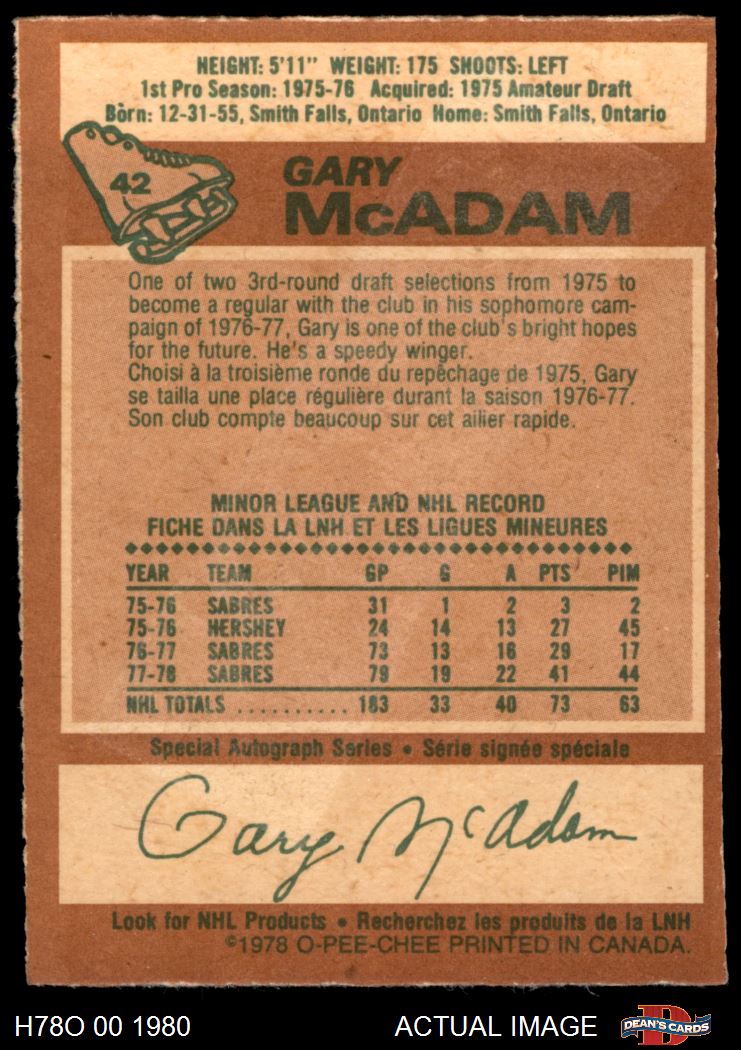 HEIGHT: 5'11" WEIGHT: 175 SHOOTS: LEFT
1st Pro Season: 1975-76 Acquired: 1975 Amateur Draft
Born: 12-31-55, Smith Falls, Ontario Home: Smith Falls, Ontario
42
GARY
McADAM
One of two 3rd-round draft selections from 1975 to
become a regular with the club in his sophomore cam-
paign of 1976-77, Gary is one of the club's bright hopes
for the future. He's a speedy winger.
Choisi à la troisième ronde du repêchage de 1975, Gary
se tailla une place régulière durant la saison 1976-77.
Son club compte beaucoup sur cet ailier rapide.
MINOR LEAGUE AND NHL RECORD
FICHE DANS LA LNH ET LES LIGUES MINEURES
YEAR TEAM GP G A PTS PIM
75-76 SABRES 31 1 2 3 2
75-76 HERSHEY 24 14 13 27 45
76-77 SABRES 73 13 16 29 17
77-78 SABRES 79 19 22 41 44
NHL TOTALS .......... 183 33 40 73 63
Special Autograph Series • Série signée spéciale
Gary McAdam
Look for NHL Products • Recherchez les produits de la LNH
©1978 O-PEE-CHEE PRINTED IN CANADA.
H78O 00 1980 ACTUAL IMAGE DEAN'S CARDS